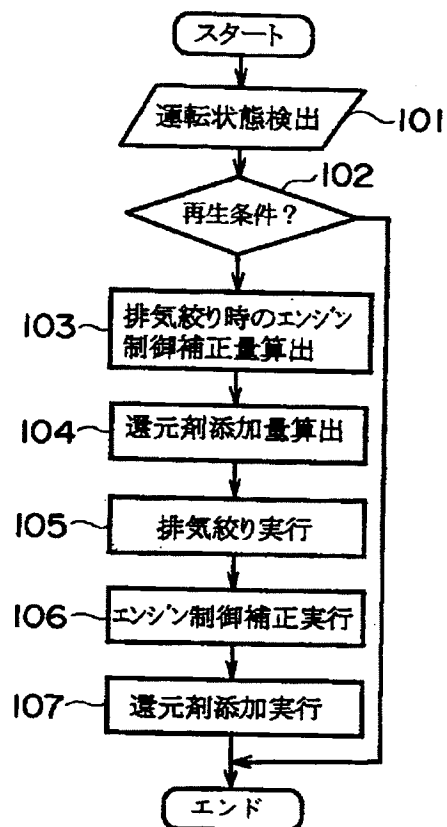 スタート
運転状態検出
101
102
再生条件?
103
排気絞り時のエンジン
制御補正量算出
104
還元剤添加量算出
105
排気絞り実行
106
エンジン制御補正実行
107
還元剤添加実行
エンド